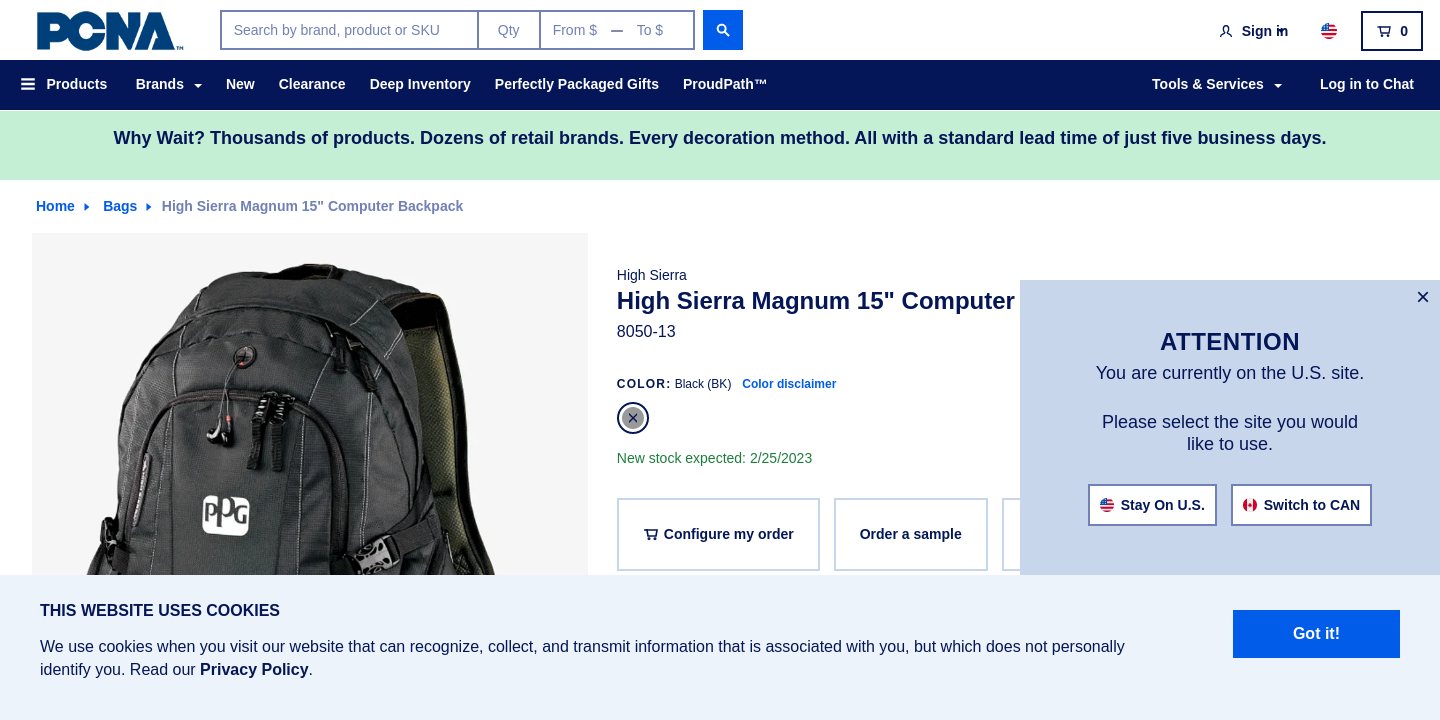 PCNA™
Search by brand, product or SKU
Qty
From $ — To $
Sign in
0
Products
Brands
New
Clearance
Deep Inventory
Perfectly Packaged Gifts
ProudPath™
Tools & Services
Log in to Chat
Why Wait? Thousands of products. Dozens of retail brands. Every decoration method. All with a standard lead time of just five business days.
Home
Bags
High Sierra Magnum 15" Computer Backpack
PPG
High Sierra
High Sierra Magnum 15" Computer
8050-13
COLOR: Black (BK) Color disclaimer
New stock expected: 2/25/2023
Configure my order
Order a sample
ATTENTION
You are currently on the U.S. site.
Please select the site you would
like to use.
Stay On U.S.
Switch to CAN
THIS WEBSITE USES COOKIES
We use cookies when you visit our website that can recognize, collect, and transmit information that is associated with you, but which does not personally
identify you. Read our Privacy Policy.
Got it!